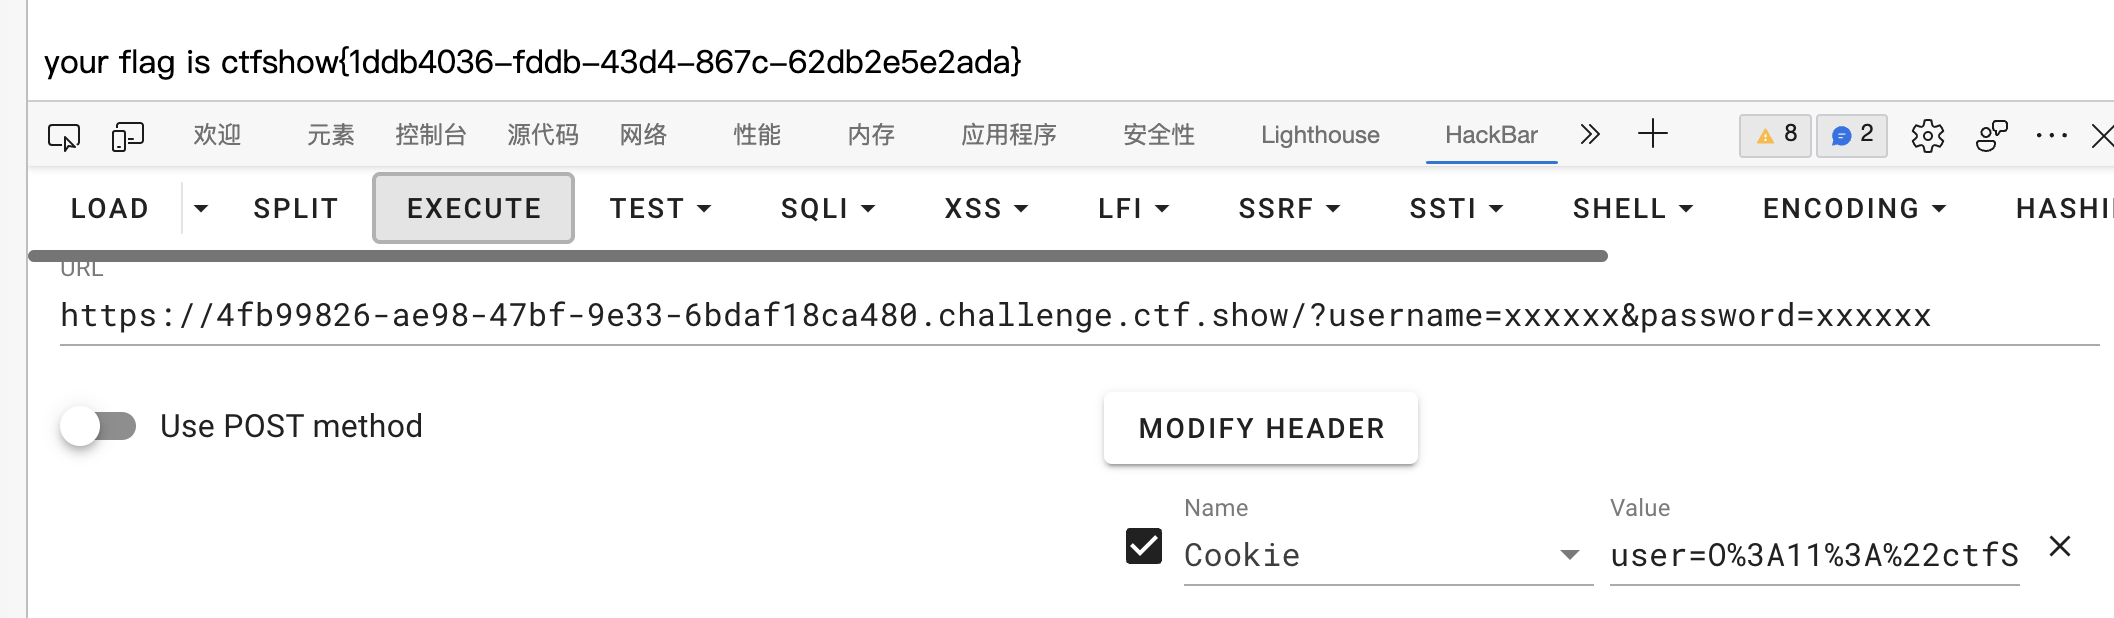 your flag is ctfshow{1ddb4036-fddb-43d4-867c-62db2e5e2ada}
欢迎 元素 控制台 源代码 网络 性能 内存 应用程序 安全性 Lighthouse HackBar 8 2
LOAD SPLIT EXECUTE TEST SQLI XSS LFI SSRF SSTI SHELL ENCODING HASHI
URL
https://4fb99826-ae98-47bf-9e33-6bdaf18ca480.challenge.ctf.show/?username=xxxxxx&password=xxxxxx
Use POST method
MODIFY HEADER
Name Value
Cookie user=O%3A11%3A%22ctfS